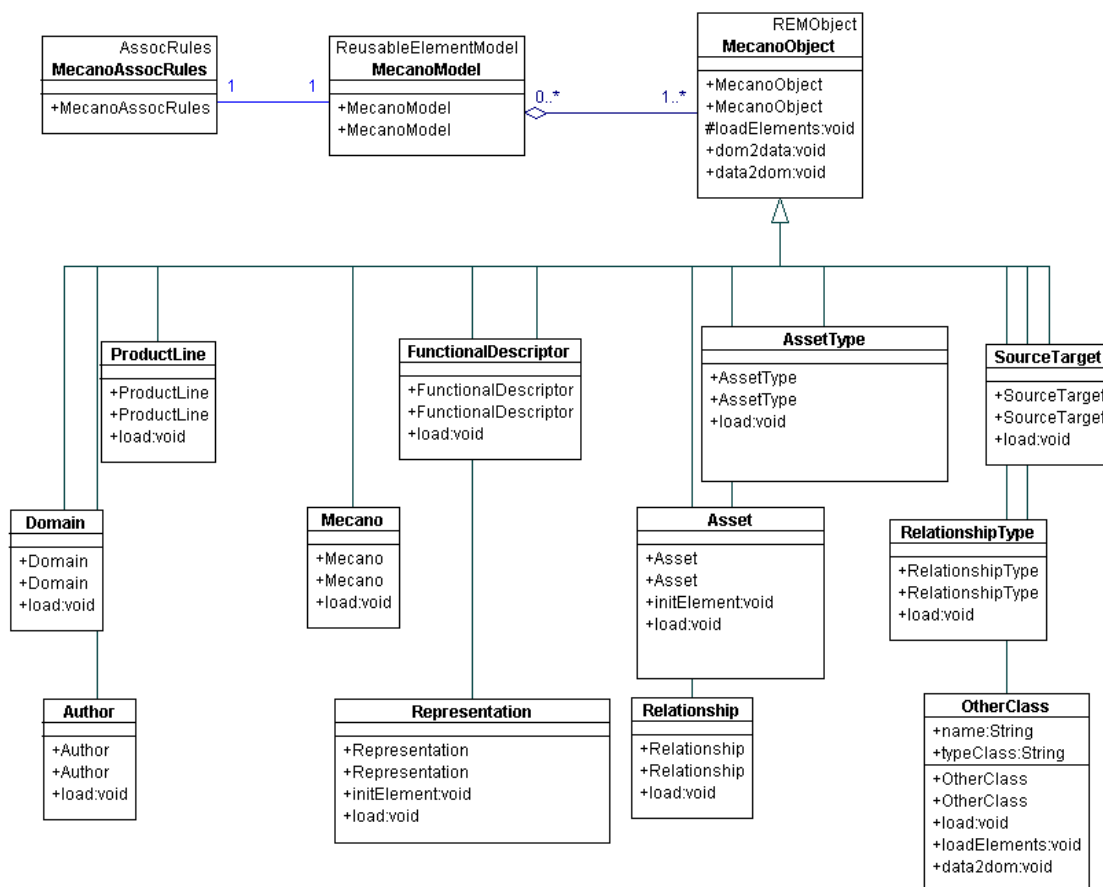 AssocRules
MecanoAssocRules
+MecanoAssocRules
1
1
ReusableElementModel
MecanoModel
+MecanoModel
+MecanoModel
0..*
1..*
REMObject
MecanoObject
+MecanoObject
+MecanoObject
#loadElements:void
+dom2data:void
+data2dom:void
ProductLine
+ProductLine
+ProductLine
+load:void
FunctionalDescriptor
+FunctionalDescriptor
+FunctionalDescriptor
+load:void
AssetType
+AssetType
+AssetType
+load:void
SourceTarget
+SourceTarget
+SourceTarget
+load:void
Domain
+Domain
+Domain
+load:void
Mecano
+Mecano
+Mecano
+load:void
Asset
+Asset
+Asset
+initElement:void
+load:void
RelationshipType
+RelationshipType
+RelationshipType
+load:void
Author
+Author
+Author
+load:void
Representation
+Representation
+Representation
+initElement:void
+load:void
Relationship
+Relationship
+Relationship
+load:void
OtherClass
+name:String
+typeClass:String
+OtherClass
+OtherClass
+load:void
+loadElements:void
+data2dom:void